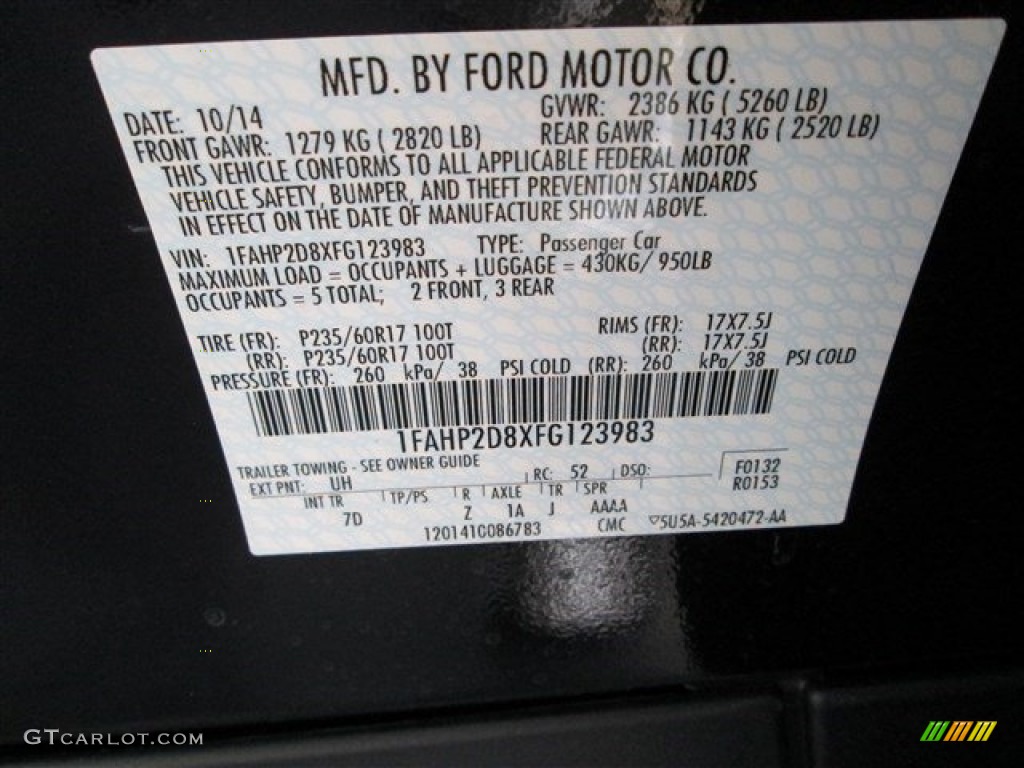 MFD. BY FORD MOTOR CO.
DATE: 10/14 GVWR: 2386 KG ( 5260 LB)
FRONT GAWR: 1279 KG ( 2820 LB) REAR GAWR: 1143 KG ( 2520 LB)
THIS VEHICLE CONFORMS TO ALL APPLICABLE FEDERAL MOTOR
VEHICLE SAFETY, BUMPER, AND THEFT PREVENTION STANDARDS
IN EFFECT ON THE DATE OF MANUFACTURE SHOWN ABOVE.
VIN: 1FAHP2D8XFG123983 TYPE: Passenger Car
MAXIMUM LOAD = OCCUPANTS + LUGGAGE = 430KG/ 950LB
OCCUPANTS = 5 TOTAL; 2 FRONT, 3 REAR
TIRE (FR): P235/60R17 100T RIMS (FR): 17X7.5J
(RR): P235/60R17 100T (RR): 17X7.5J
PRESSURE (FR): 260 kPa/ 38 PSI COLD (RR): 260 kPa/ 38 PSI COLD
1FAHP2D8XFG123983
TRAILER TOWING - SEE OWNER GUIDE
EXT PNT: UH RC: 52 DSO: F0132
R0153
INT TR TP/PS R AXLE TR SPR
7D Z 1A J AAAA
1201410086783 CMC ▽5U5A-5420472-AA
GTCARLOT.COM